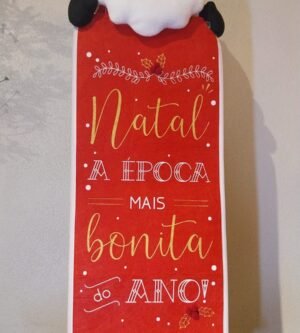 Natal
A ÉPOCA
MAIS
bonita
do ANO!